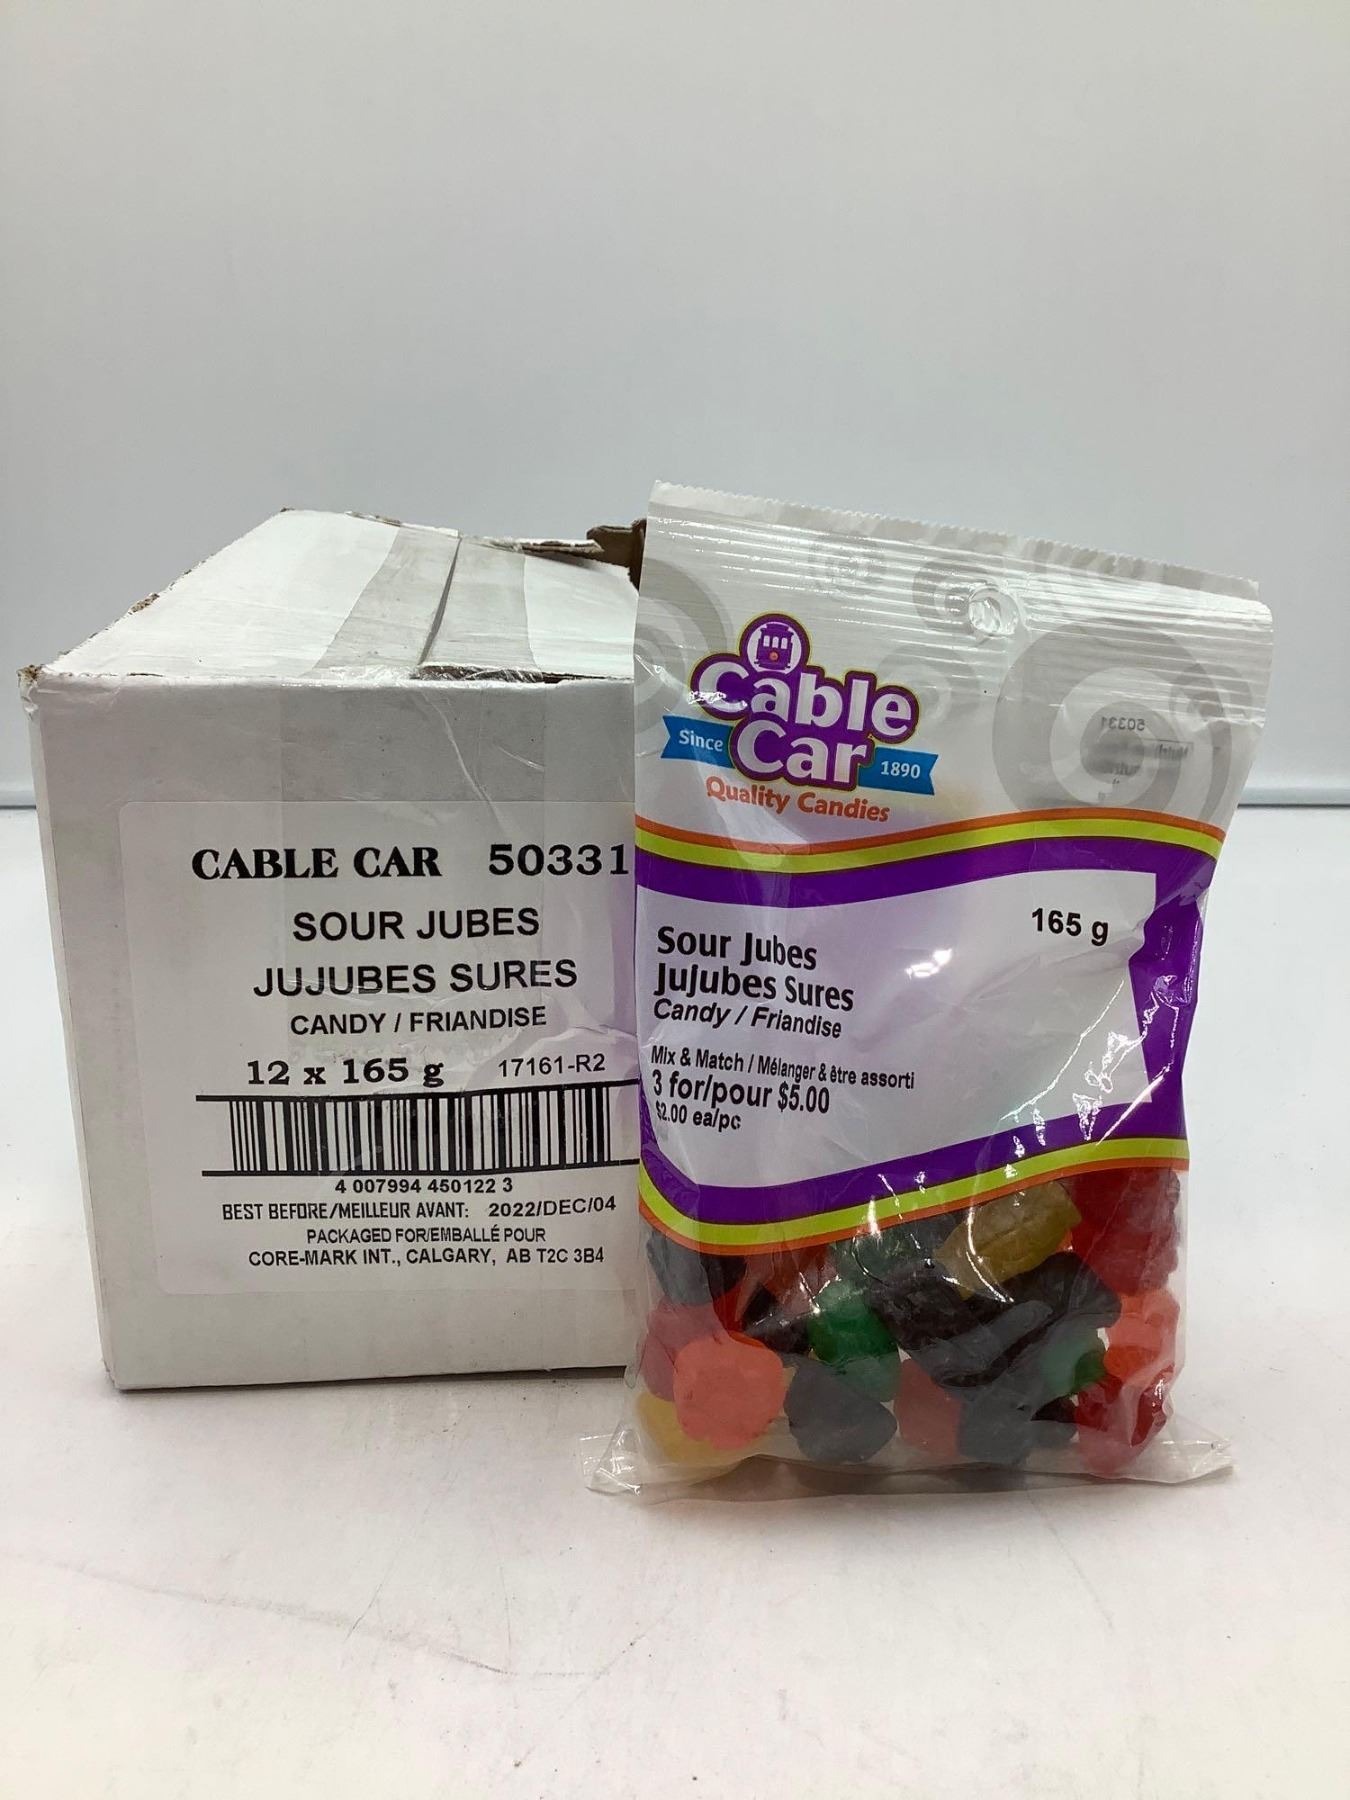 CABLE CAR 50331
SOUR JUBES
JUJUBES SURES
CANDY / FRIANDISE
12 x 165 g 17161-R2
4 007994 450122 3
BEST BEFORE/MEILLEUR AVANT: 2022/DEC/04
PACKAGED FOR/EMBALLÉ POUR
CORE-MARK INT., CALGARY, AB T2C 3B4
Cable
Since Car 1890
Quality Candies
50331
165 g
Sour Jubes
JuJubes Sures
Candy / Friandise
Mix & Match / Mélanger & être assorti
3 for/pour $5.00
$2.00 ea/pc